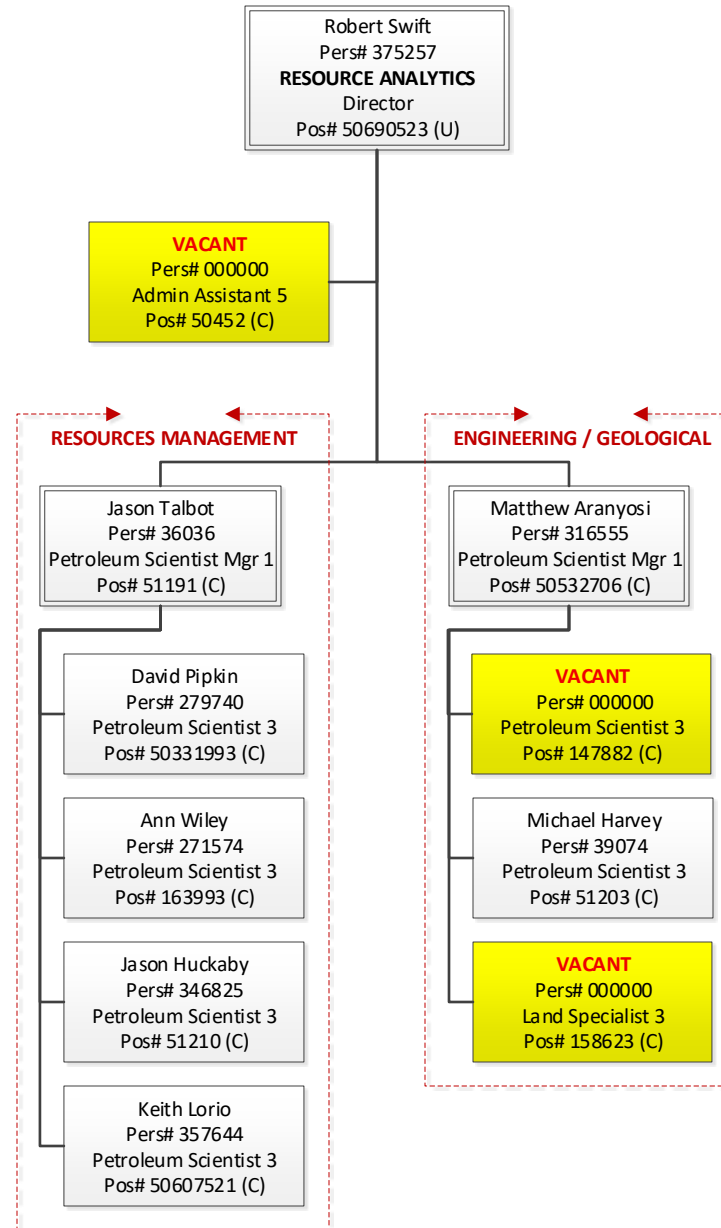 Robert Swift
Pers# 375257
RESOURCE ANALYTICS
Director
Pos# 50690523 (U)
VACANT
Pers# 000000
Admin Assistant 5
Pos# 50452 (C)
RESOURCES MANAGEMENT
Jason Talbot
Pers# 36036
Petroleum Scientist Mgr 1
Pos# 51191 (C)
David Pipkin
Pers# 279740
Petroleum Scientist 3
Pos# 50331993 (C)
Ann Wiley
Pers# 271574
Petroleum Scientist 3
Pos# 163993 (C)
Jason Huckaby
Pers# 346825
Petroleum Scientist 3
Pos# 51210 (C)
Keith Lorio
Pers# 357644
Petroleum Scientist 3
Pos# 50607521 (C)
ENGINEERING / GEOLOGICAL
Matthew Aranyosi
Pers# 316555
Petroleum Scientist Mgr 1
Pos# 50532706 (C)
VACANT
Pers# 000000
Petroleum Scientist 3
Pos# 147882 (C)
Michael Harvey
Pers# 39074
Petroleum Scientist 3
Pos# 51203 (C)
VACANT
Pers# 000000
Land Specialist 3
Pos# 158623 (C)